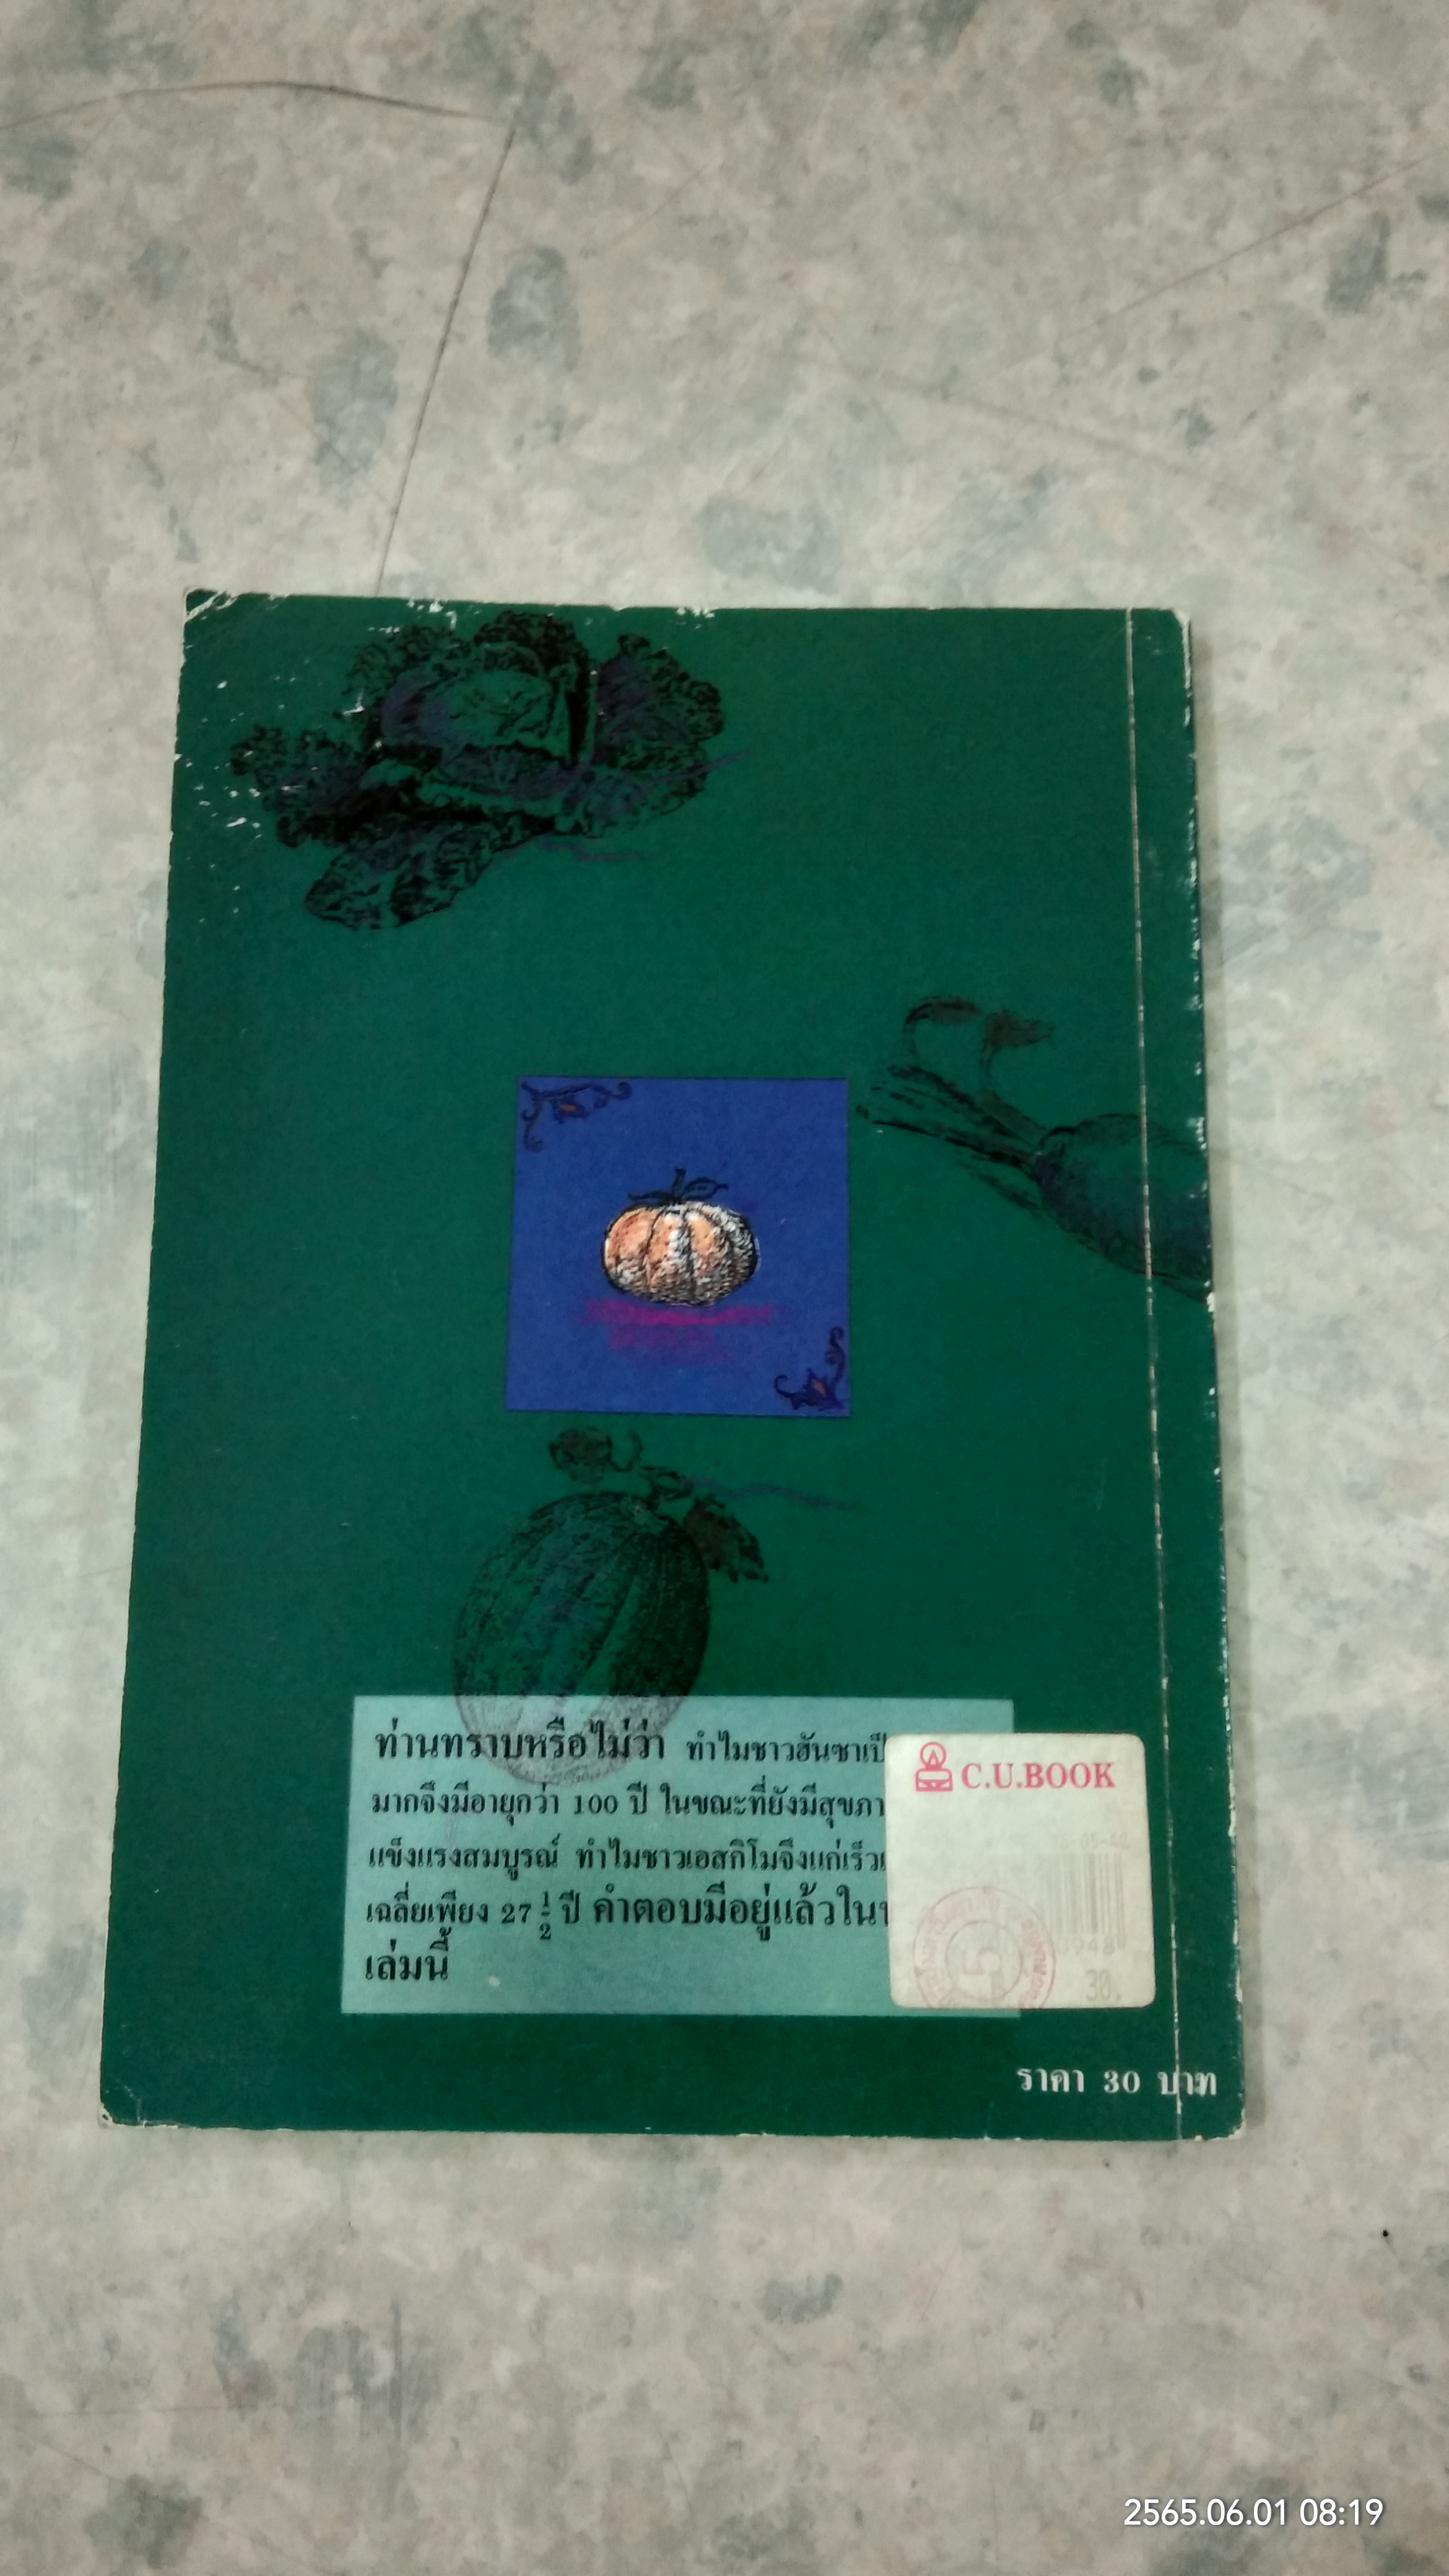 ท่านทราบหรือไม่ว่า ทำไมชาวฮันซาเป็
มากจึงมีอายุกว่า 100 ปี ในขณะที่ยังมีสุขภา
แข็งแรงสมบูรณ์ ทำไมชาวเอสกิโมจึงแก่เร็ว
เฉลี่ยเพียง 27 1/2 ปี คำตอบมีอยู่แล้วใน
เล่มนี้
C.U.BOOK
30.
ราคา 30 บาท
2565.06.01 08:19